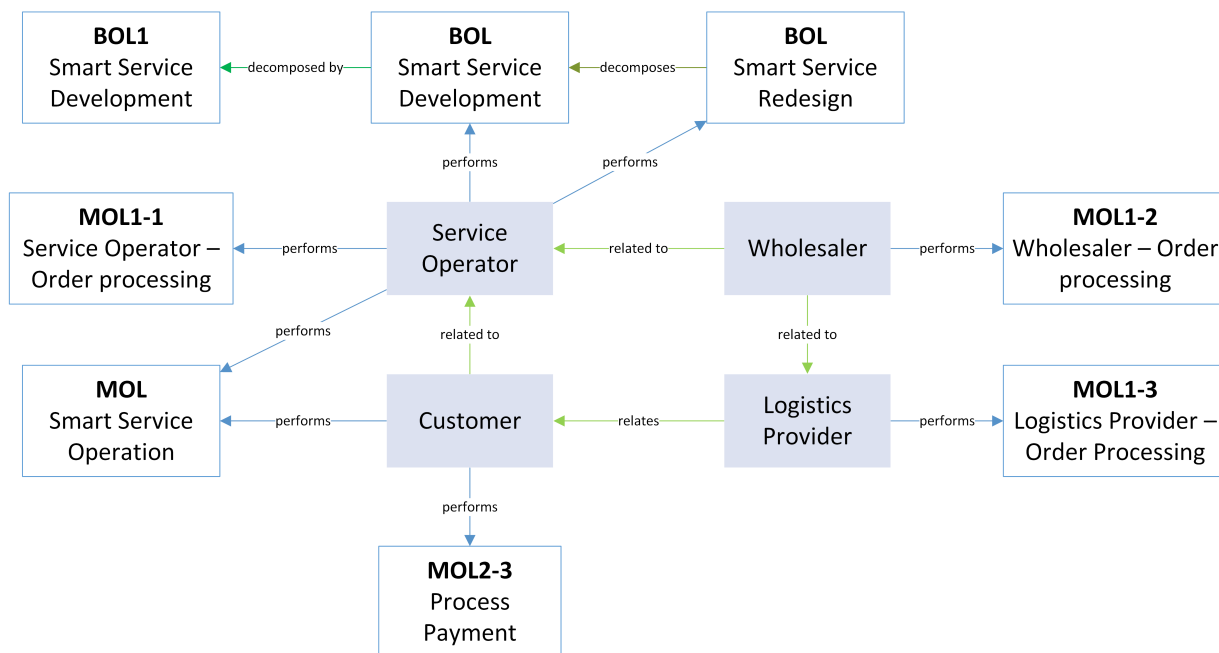 BOL1
Smart Service
Development
decomposed by
BOL
Smart Service
Development
decomposes
BOL
Smart Service
Redesign
performs
performs
MOL1-1
Service Operator –
Order processing
performs
Service
Operator
related to
Wholesaler
performs
MOL1-2
Wholesaler – Order
processing
performs
related to
related to
MOL
Smart Service
Operation
performs
Customer
relates
Logistics
Provider
performs
MOL1-3
Logistics Provider –
Order Processing
performs
MOL2-3
Process
Payment